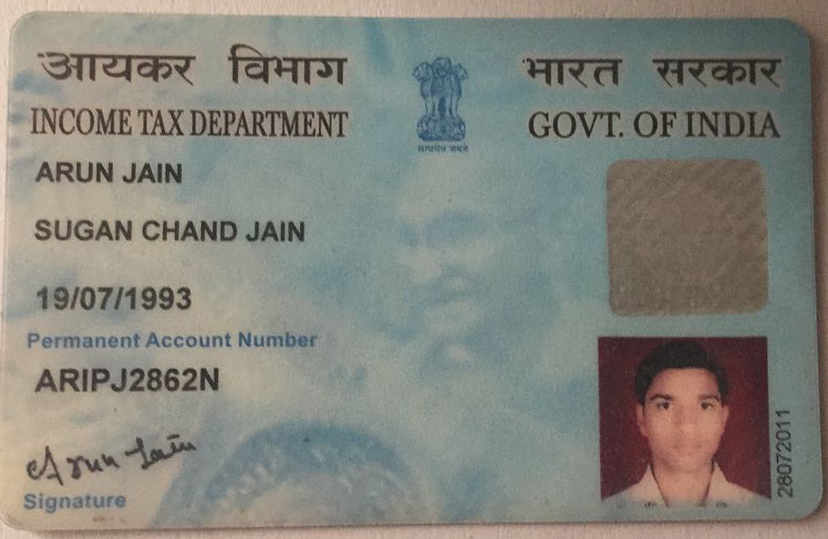 आयकर विभाग
भारत सरकार
INCOME TAX DEPARTMENT
GOVT. OF INDIA
सत्यमेव जयते
ARUN JAIN
SUGAN CHAND JAIN
19/07/1993
Permanent Account Number
ARIPJ2862N
Arun Jain
Signature
28072011